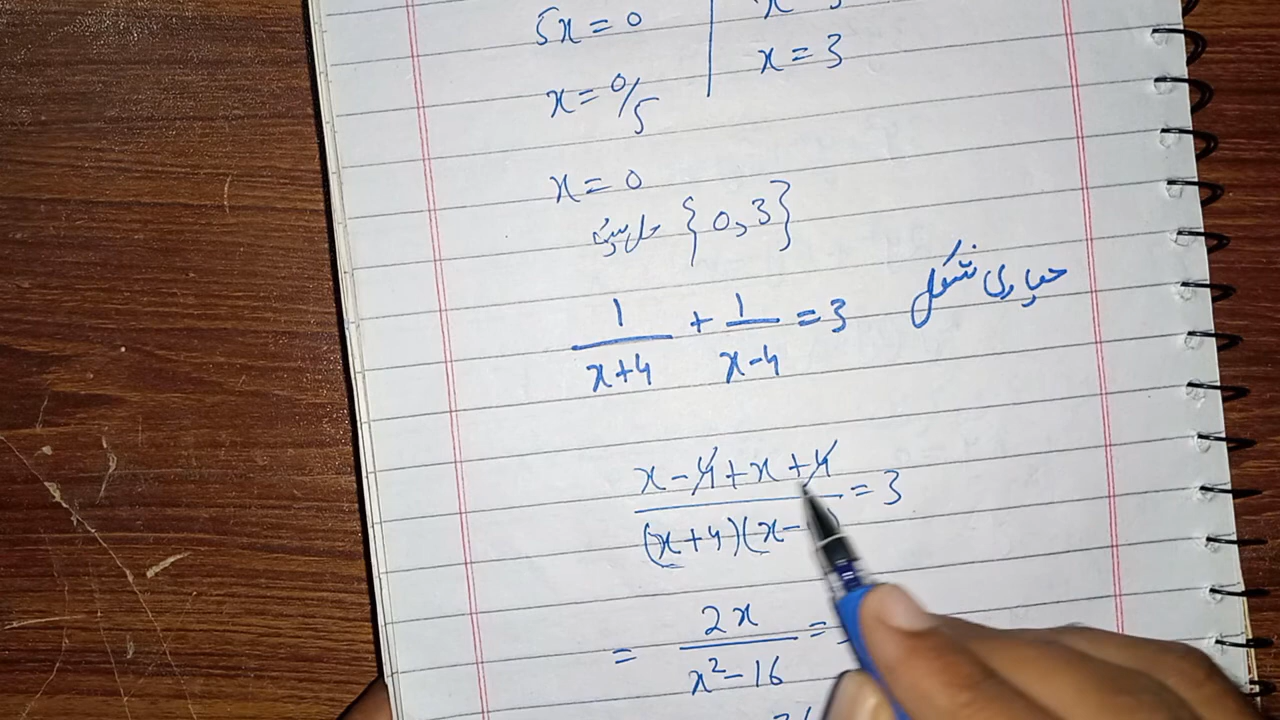 5x = 0
x = 0/5
x = 3
x = 0
حل سیٹ {0,3}
1/(x+4) + 1/(x-4) = 3 معیاری شکل
(x-4+x+4)/((x+4)(x- = 3
= 2x/(x²-16) =